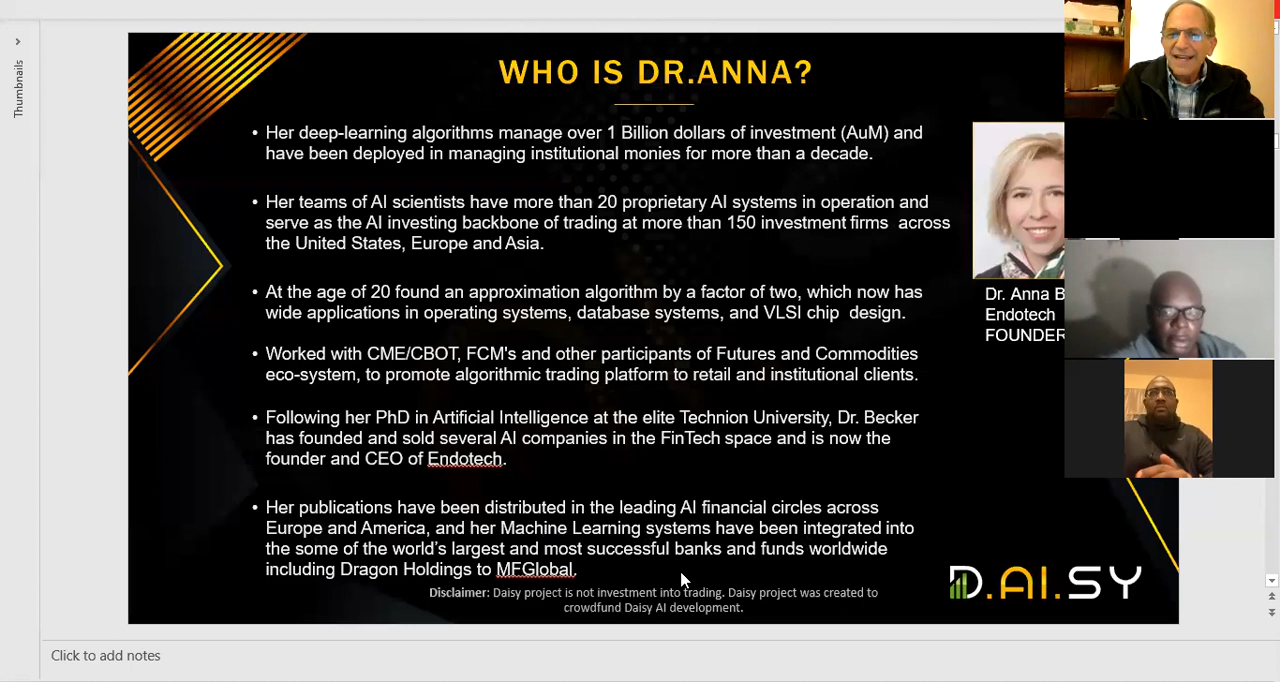 Thumbnails
WHO IS DR.ANNA?
• Her deep-learning algorithms manage over 1 Billion dollars of investment (AuM) and
have been deployed in managing institutional monies for more than a decade.
• Her teams of AI scientists have more than 20 proprietary AI systems in operation and
serve as the AI investing backbone of trading at more than 150 investment firms across
the United States, Europe and Asia.
• At the age of 20 found an approximation algorithm by a factor of two, which now has
wide applications in operating systems, database systems, and VLSI chip design.
• Worked with CME/CBOT, FCM's and other participants of Futures and Commodities
eco-system, to promote algorithmic trading platform to retail and institutional clients.
• Following her PhD in Artificial Intelligence at the elite Technion University, Dr. Becker
has founded and sold several AI companies in the FinTech space and is now the
founder and CEO of Endotech.
• Her publications have been distributed in the leading AI financial circles across
Europe and America, and her Machine Learning systems have been integrated into
the some of the world’s largest and most successful banks and funds worldwide
including Dragon Holdings to MFGlobal.
Dr. Anna B
Endotech
FOUNDER
Disclaimer: Daisy project is not investment into trading. Daisy project was created to
crowdfund Daisy AI development.
D.AI.SY
Click to add notes